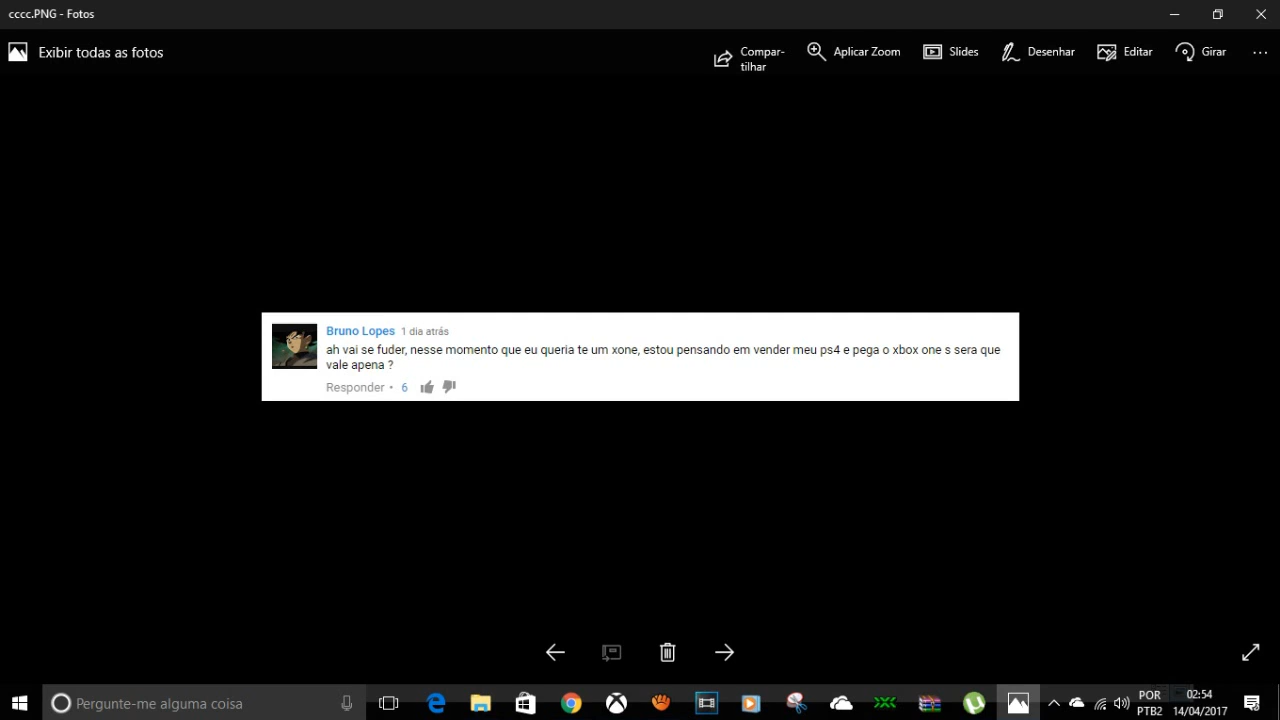 cccc.PNG - Fotos
Exibir todas as fotos
Compar-
tilhar
Aplicar Zoom
Slides
Desenhar
Editar
Girar
Bruno Lopes 1 dia atrás
ah vai se fuder, nesse momento que eu queria te um xone, estou pensando em vender meu ps4 e pega o xbox one s sera que
vale apena ?
Responder • 6
Pergunte-me alguma coisa
POR
PTB2
02:54
14/04/2017